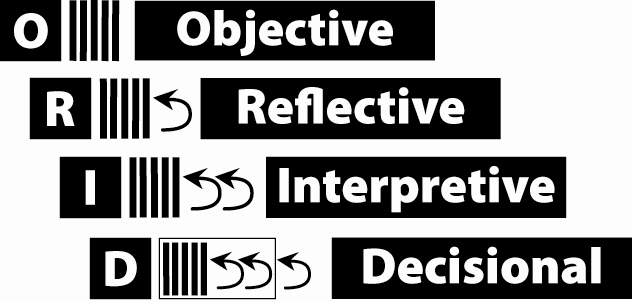 O Objective
R Reflective
I Interpretive
D Decisional